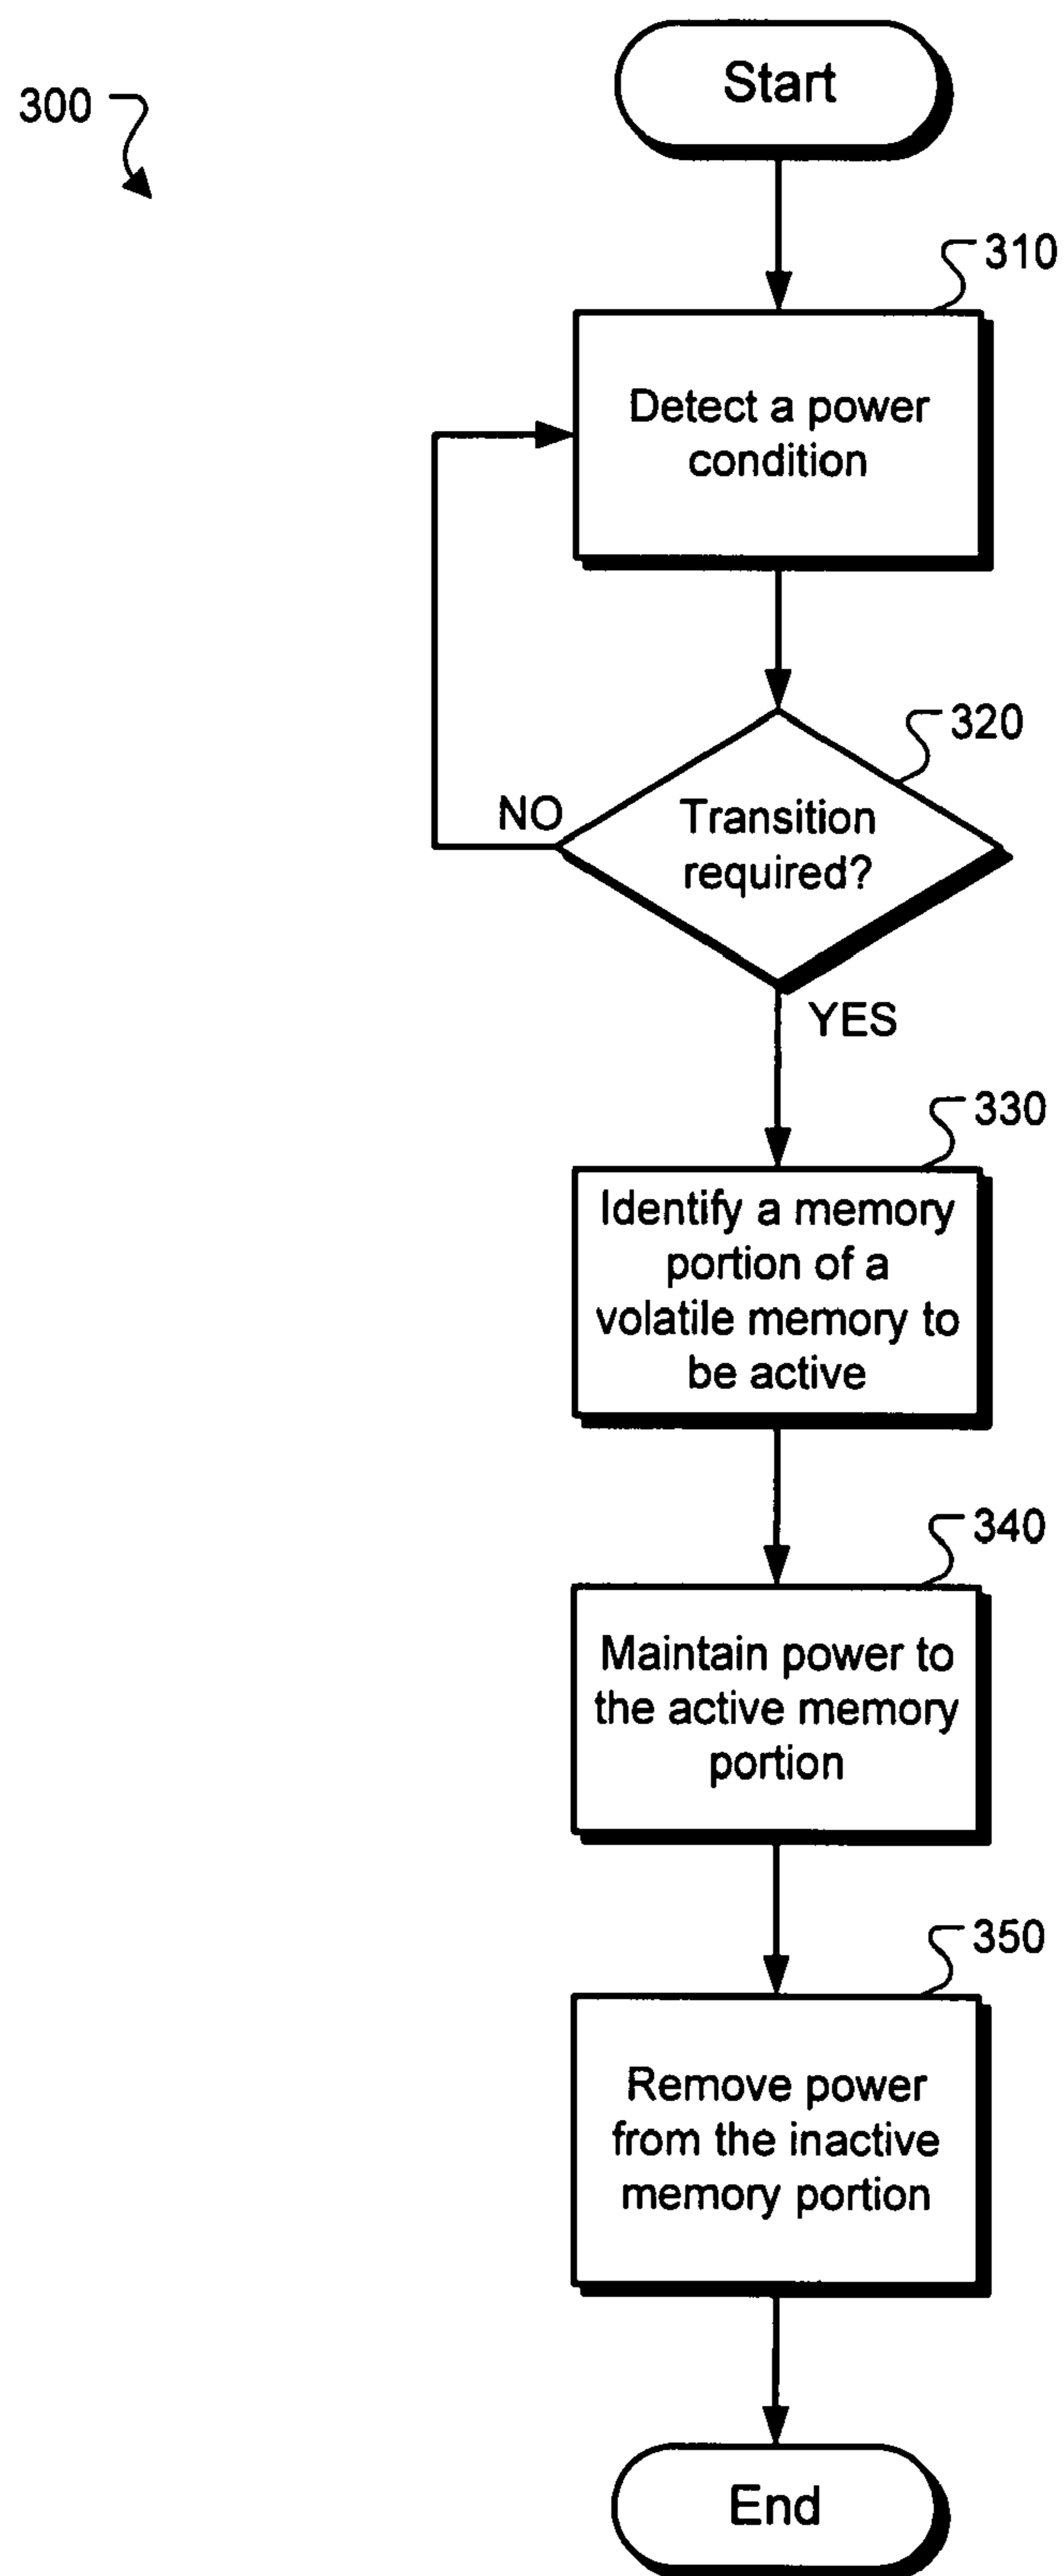 Start
300
310
Detect a power
condition
320
NO
Transition
required?
YES
330
Identify a memory
portion of a
volatile memory to
be active
340
Maintain power to
the active memory
portion
350
Remove power
from the inactive
memory portion
End